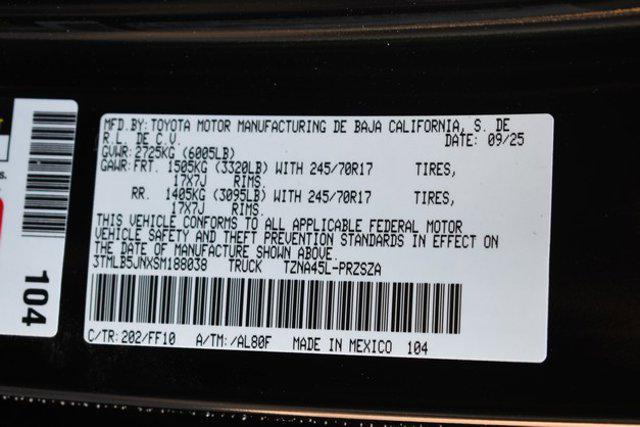 MFD.BY: TOYOTA MOTOR MANUFACTURING DE BAJA CALIFORNIA, S. DE
R.L. DE C.V. DATE: 09/25
GVWR: 2725KG (6005LB)
GAWR: FRT. 1505KG (3320LB) WITH 245/70R17 TIRES,
17X7J RIMS.
RR. 1405KG (3095LB) WITH 245/70R17 TIRES,
17X7J RIMS.
THIS VEHICLE CONFORMS TO ALL APPLICABLE FEDERAL MOTOR
VEHICLE SAFETY AND THEFT PREVENTION STANDARDS IN EFFECT ON
THE DATE OF MANUFACTURE SHOWN ABOVE.
3TMLB5JNXSM188038 TRUCK TZNA45L-PRZSZA
C/TR: 202/FF10 A/TM: /AL80F MADE IN MEXICO 104
104